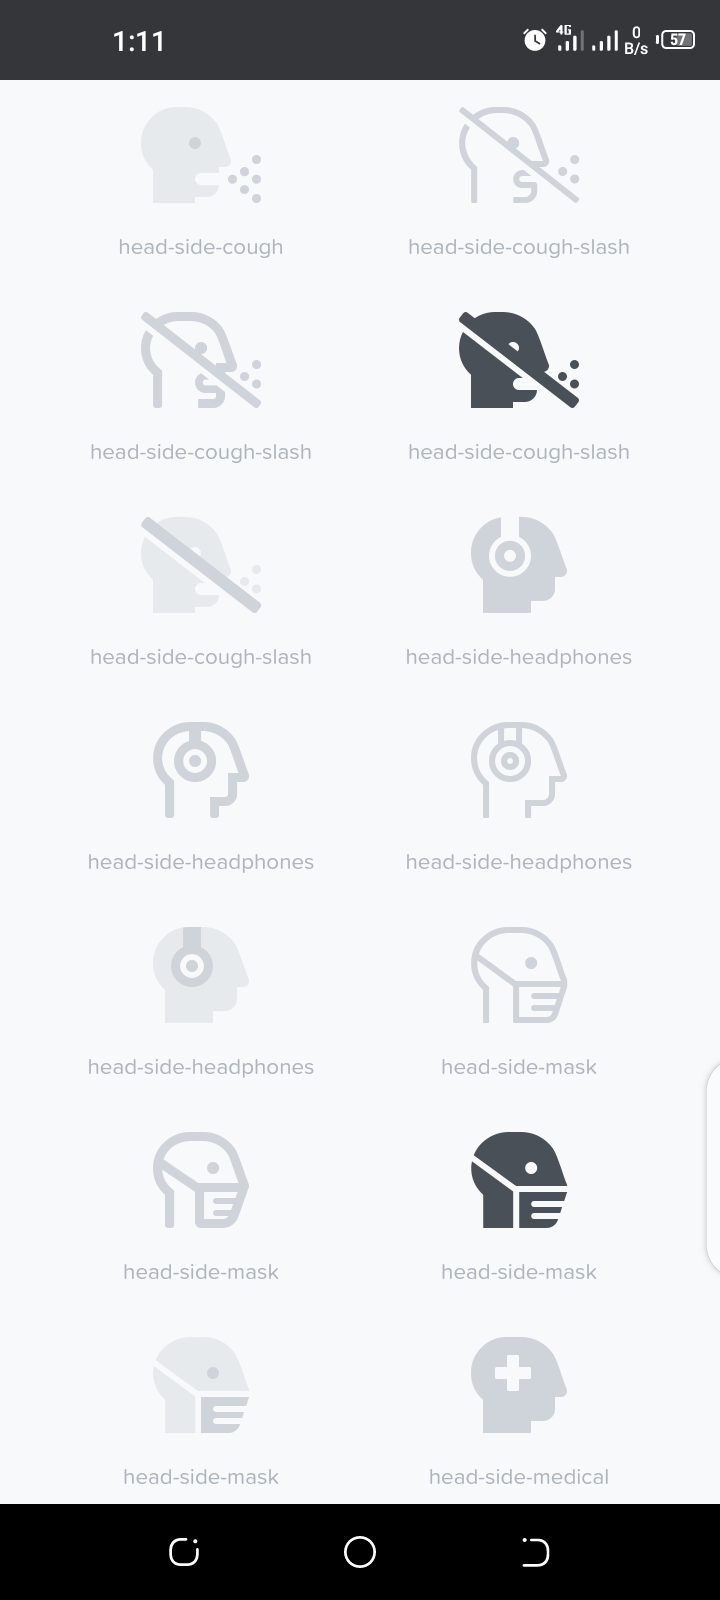 1:11
4G
0
B/s
57
head-side-cough
head-side-cough-slash
head-side-cough-slash
head-side-cough-slash
head-side-cough-slash
head-side-headphones
head-side-headphones
head-side-headphones
head-side-headphones
head-side-mask
head-side-mask
head-side-mask
head-side-mask
head-side-medical